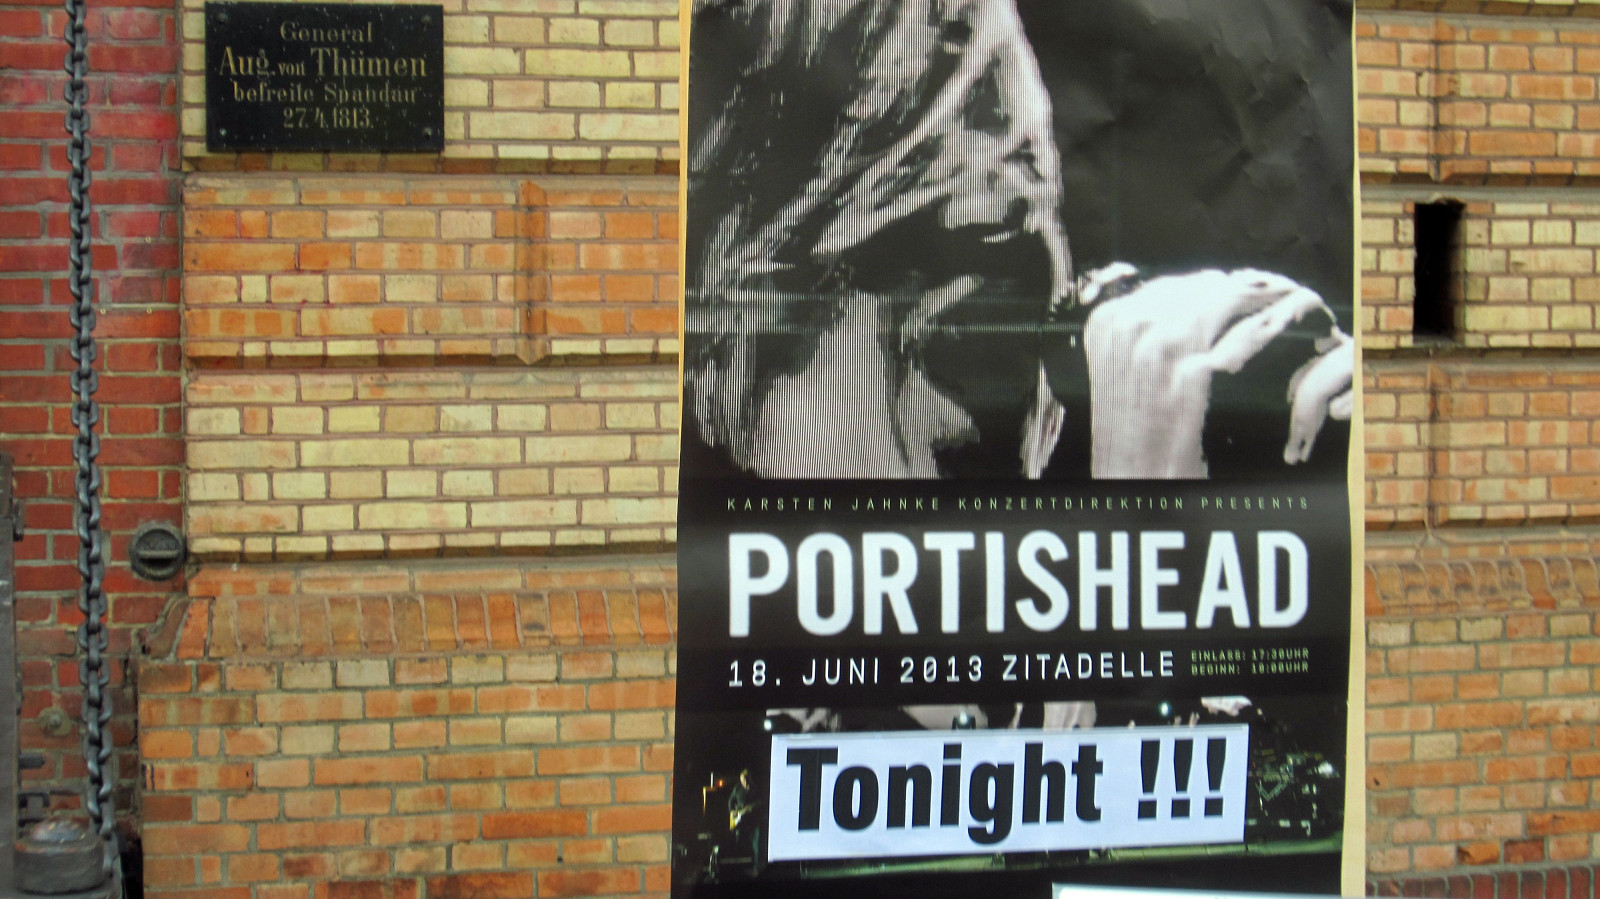 General
Aug. von Thümen
befreite Spandau
27.4.1813.
KARSTEN JAHNKE KONZERTDIREKTION PRESENTS
PORTISHEAD
18. JUNI 2013 ZITADELLE
EINLASS: 17:30UHR
BEGINN: 19:00UHR
Tonight !!!